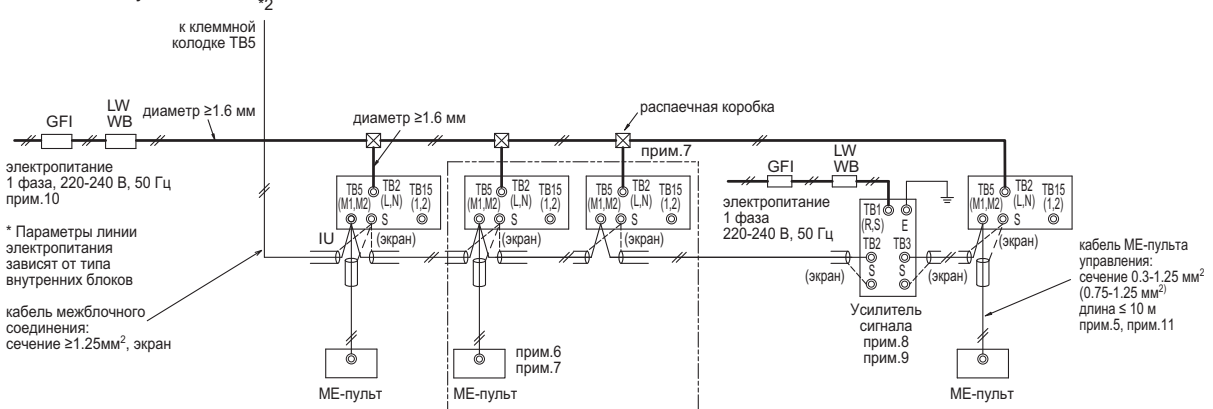 *2
к клеммной
колодке TB5
GFI
LW
WB
диаметр ≥1.6 мм
диаметр ≥1.6 мм
распаечная коробка
прим.7
электропитание
1 фаза, 220-240 В, 50 Гц
прим.10
* Параметры линии
электропитания
зависят от типа
внутренних блоков
кабель межблочного
соединения:
сечение ≥1.25мм², экран
TB5
(M1,M2)
TB2
(L,N)
TB15
(1,2)
S
IU
(экран)
ME-пульт
TB5
(M1,M2)
TB2
(L,N)
TB15
(1,2)
S
(экран)
ME-пульт
прим.6
прим.7
TB5
(M1,M2)
TB2
(L,N)
TB15
(1,2)
S
(экран)
GFI
LW
WB
электропитание
1 фаза
220-240 В, 50 Гц
TB1
(R,S)
E
TB2
S
TB3
S
(экран)
(экран)
Усилитель
сигнала
прим.8
прим.9
TB5
(M1,M2)
TB2
(L,N)
TB15
(1,2)
S
(экран)
ME-пульт
кабель ME-пульта
управления:
сечение 0.3-1.25 мм²
(0.75-1.25 мм²)
длина ≤ 10 м
прим.5, прим.11